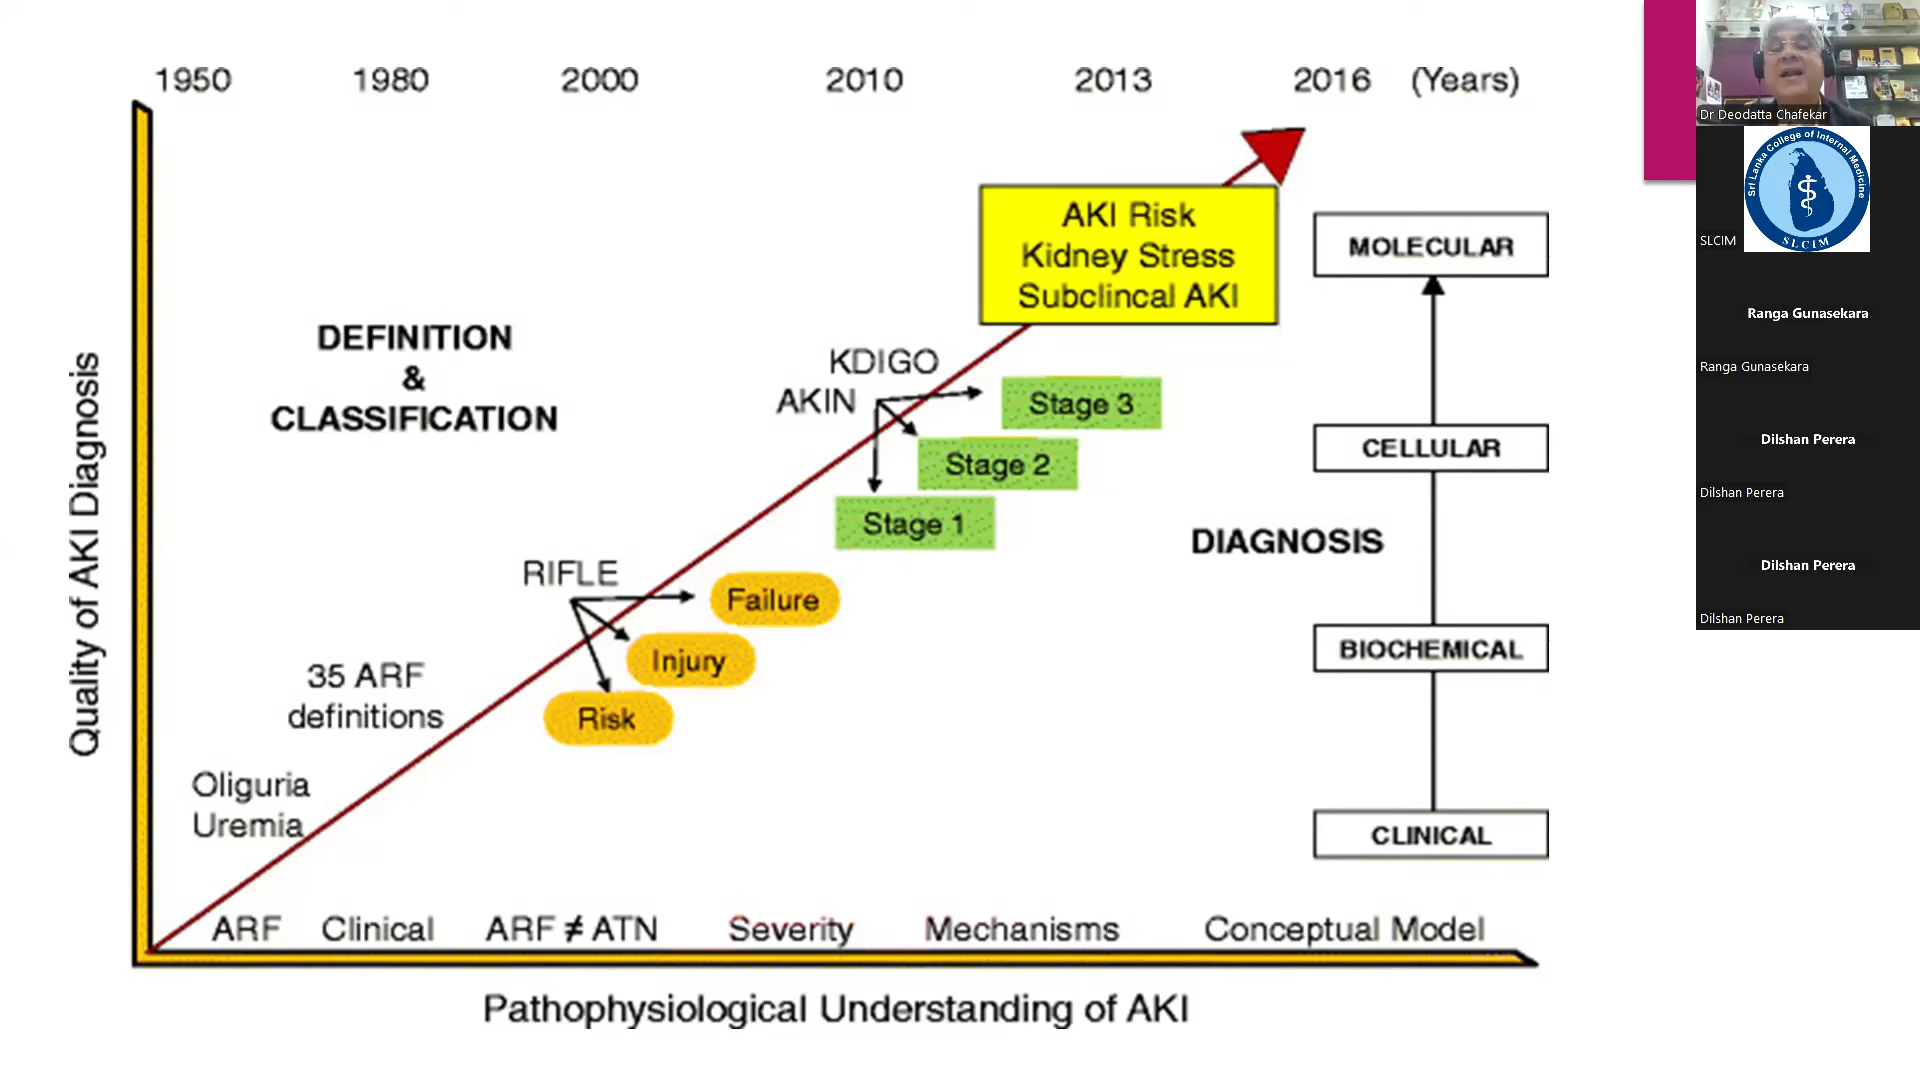 1950 1980 2000 2010 2013 2016 (Years)
Quality of AKI Diagnosis
DEFINITION
&
CLASSIFICATION
AKI Risk
Kidney Stress
Subclincal AKI
KDIGO
AKIN
Stage 3
Stage 2
Stage 1
RIFLE
Failure
Injury
Risk
35 ARF
definitions
Oliguria
Uremia
MOLECULAR
CELLULAR
DIAGNOSIS
BIOCHEMICAL
CLINICAL
ARF Clinical ARF ≠ ATN Severity Mechanisms Conceptual Model
Pathophysiological Understanding of AKI
Dr Deodatta Chafekar
Sri Lanka College of Internal Medicine
SLCIM
SLCIM
Ranga Gunasekara
Ranga Gunasekara
Dilshan Perera
Dilshan Perera
Dilshan Perera
Dilshan Perera